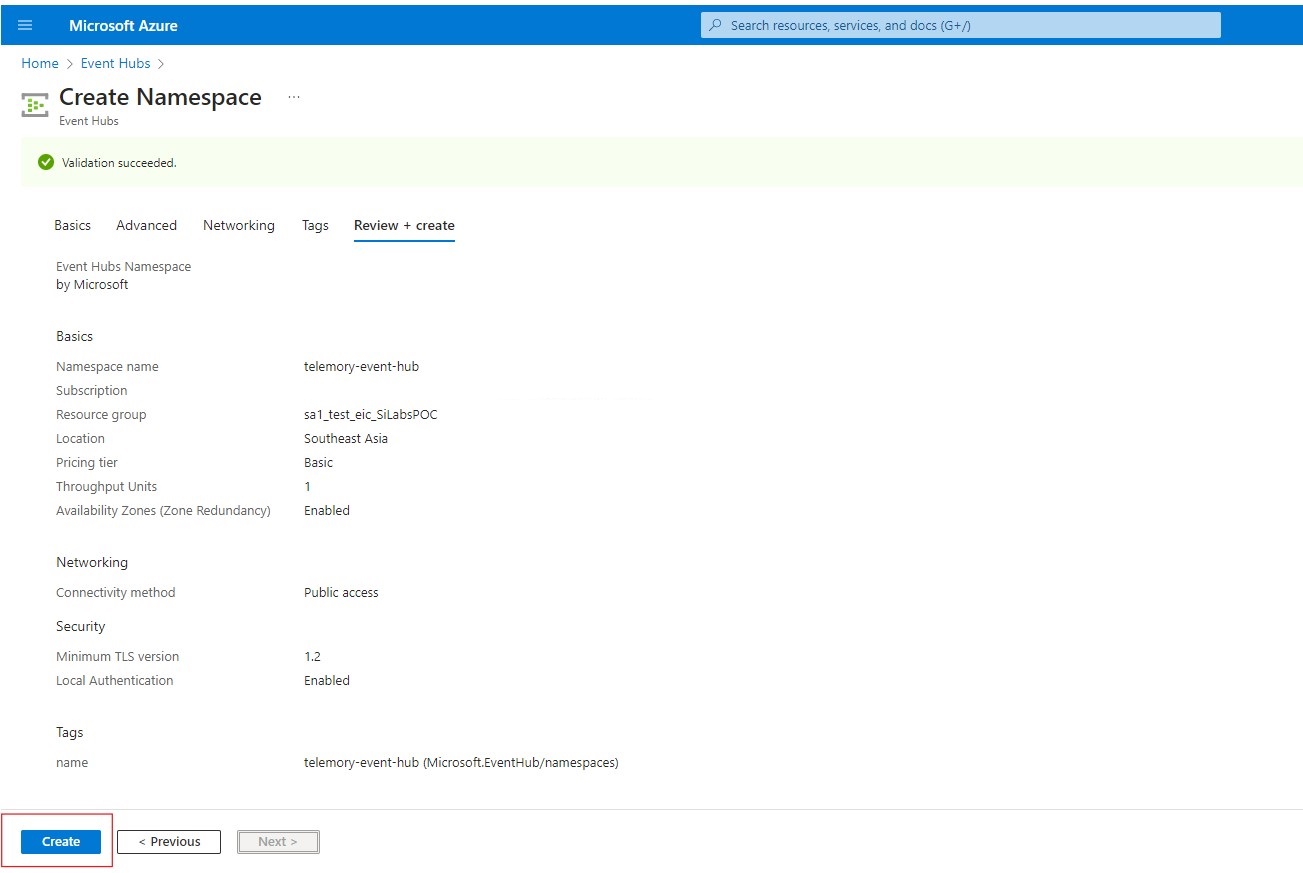 Microsoft Azure
Search resources, services, and docs (G+/)
Home > Event Hubs >
Create Namespace ...
Event Hubs
Validation succeeded.
Basics Advanced Networking Tags Review + create
Event Hubs Namespace
by Microsoft
Basics
Namespace name telemory-event-hub
Subscription
Resource group sa1_test_eic_SiLabsPOC
Location Southeast Asia
Pricing tier Basic
Throughput Units 1
Availability Zones (Zone Redundancy) Enabled
Networking
Connectivity method Public access
Security
Minimum TLS version 1.2
Local Authentication Enabled
Tags
name telemory-event-hub (Microsoft.EventHub/namespaces)
Create < Previous Next >